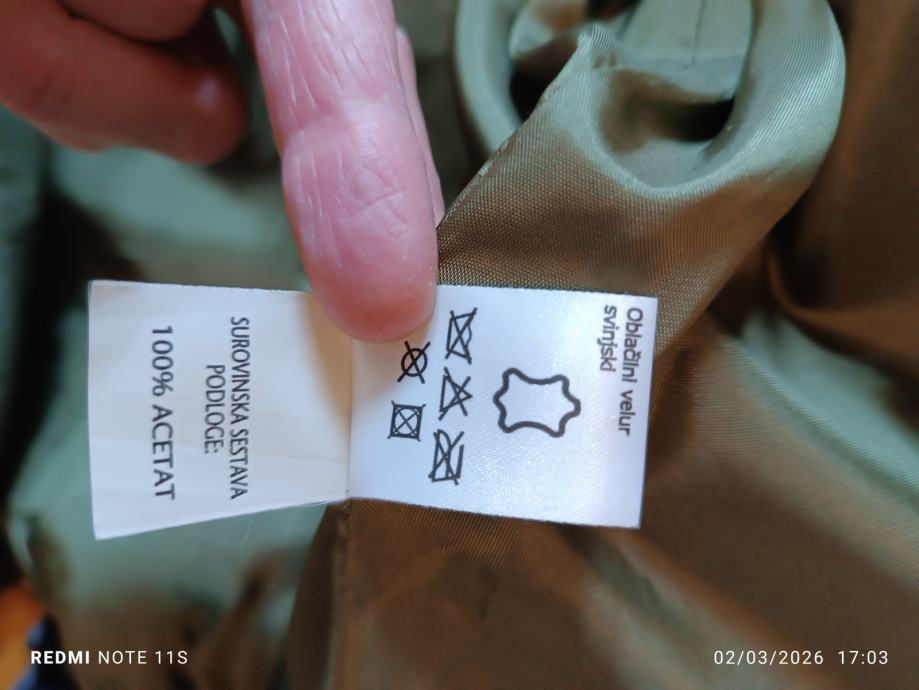 Oblačilni velur
svinjski
SUROVINSKA SESTAVA
PODLOGE:
100% ACETAT
REDMI NOTE 11S
02/03/2026 17:03